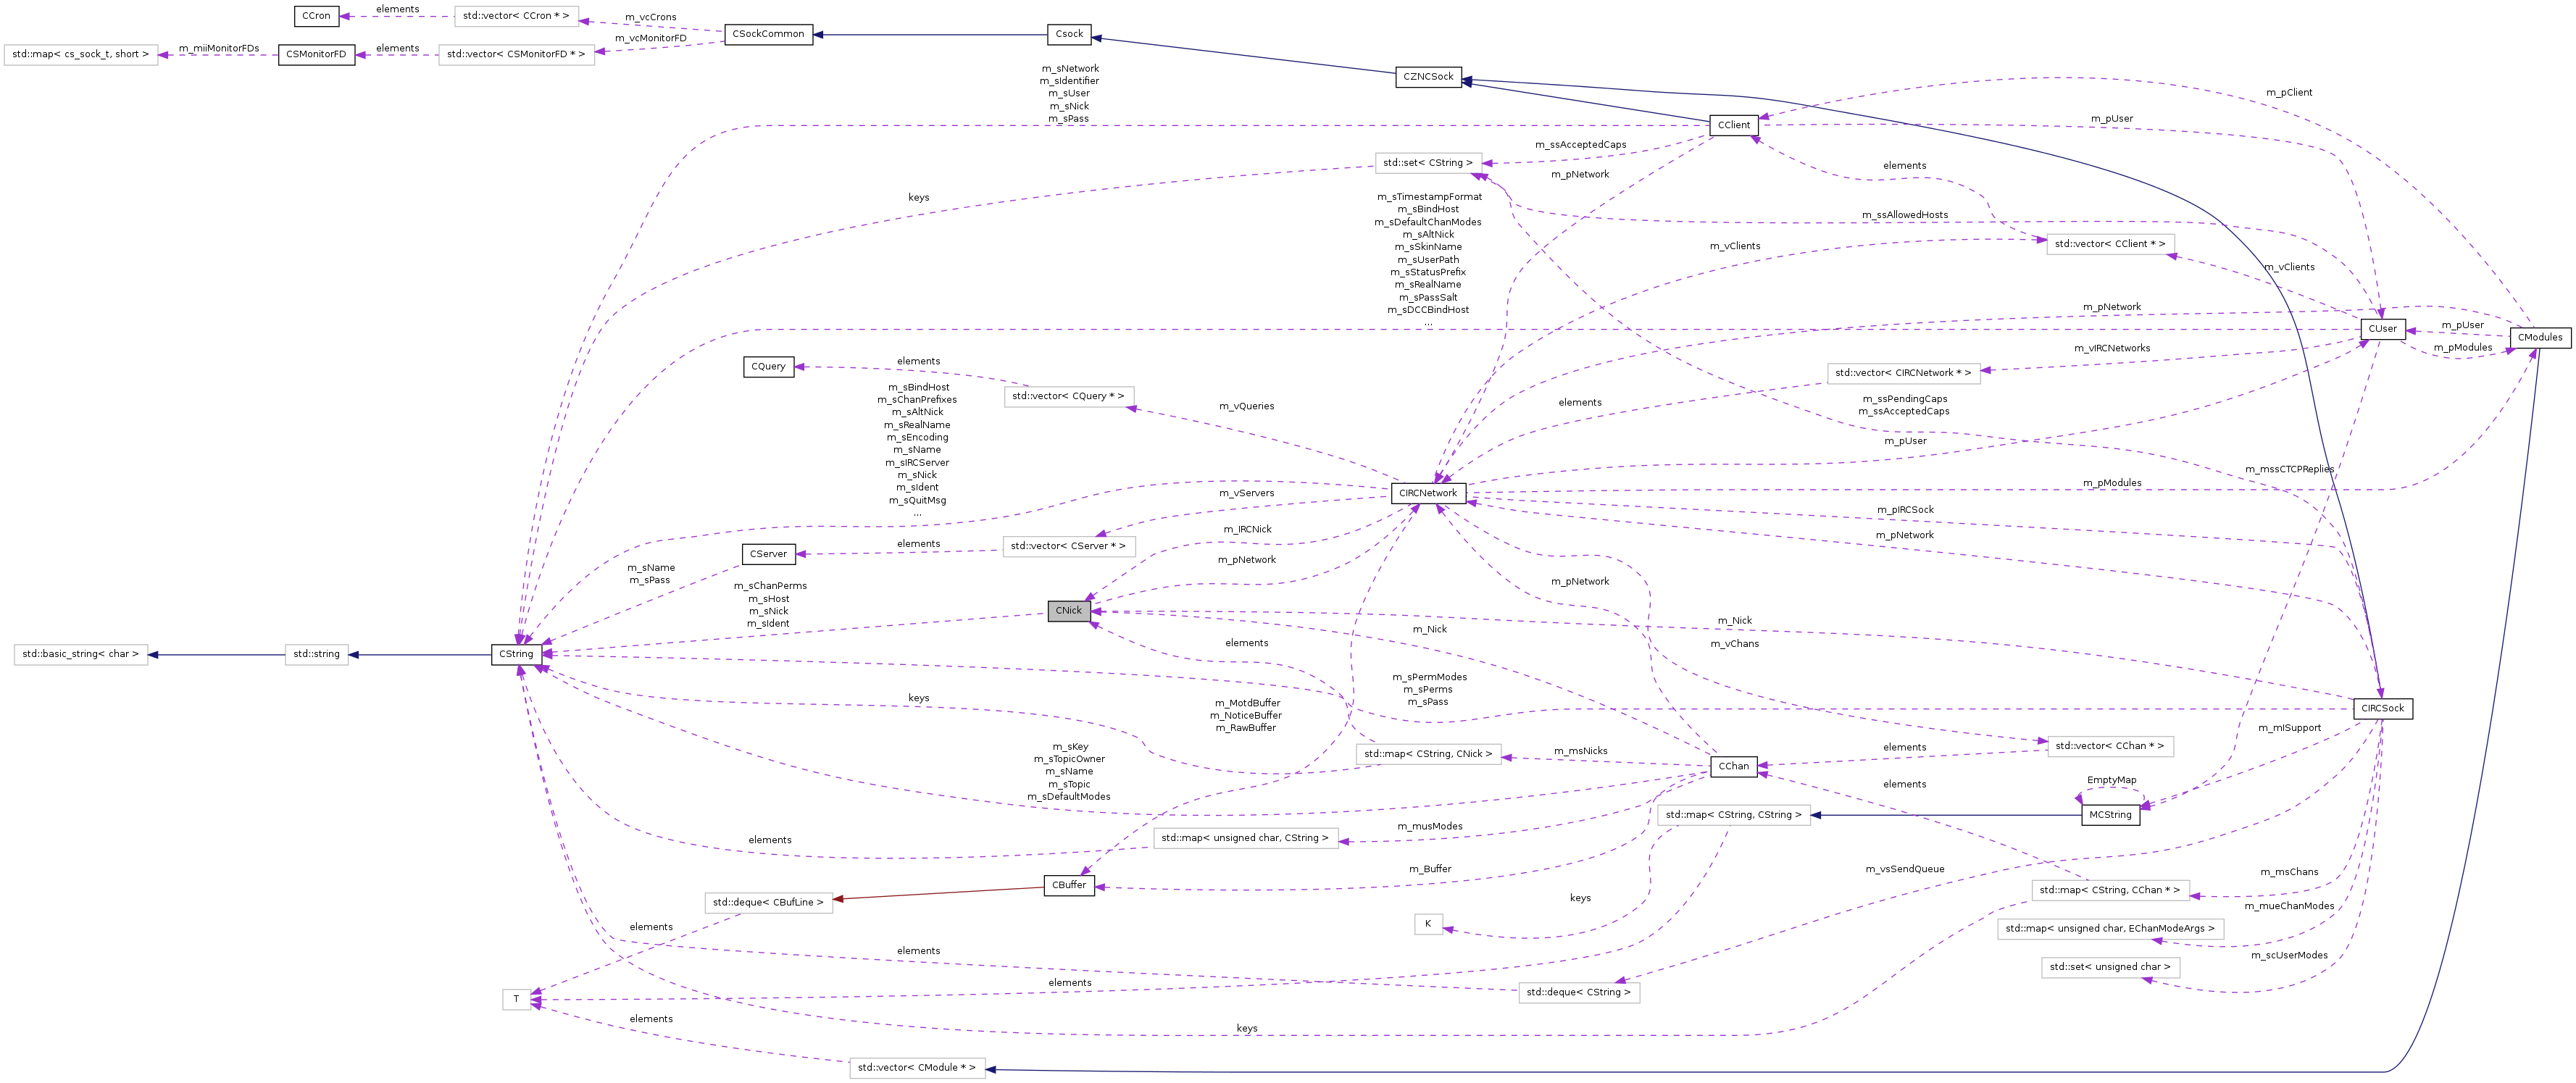 CCron
elements
std::vector< CCron * >
m_vcCrons
CSockCommon
Csock
std::map< cs_sock_t, short >
m_miiMonitorFDs
CSMonitorFD
elements
std::vector< CSMonitorFD * >
m_vcMonitorFD
CZNCSock
m_sNetwork
m_sIdentifier
m_sUser
m_sNick
m_sPass
m_pClient
CClient
m_pUser
m_ssAcceptedCaps
std::set< CString >
m_pNetwork
elements
keys
m_sTimestampFormat
m_sBindHost
m_sDefaultChanModes
m_sAltNick
m_sSkinName
m_sUserPath
m_sStatusPrefix
m_sRealName
m_sPassSalt
m_sDCCBindHost
...
m_ssAllowedHosts
m_vClients
std::vector< CClient * >
m_vClients
m_pNetwork
CUser
m_pUser
CModules
m_vIRCNetworks
m_pModules
CQuery
elements
std::vector< CQuery * >
std::vector< CIRCNetwork * >
m_sBindHost
m_sChanPrefixes
m_sAltNick
m_sRealName
m_sEncoding
m_sName
m_sIRCServer
m_sNick
m_sIdent
m_sQuitMsg
...
m_vQueries
elements
m_ssPendingCaps
m_ssAcceptedCaps
m_pUser
m_mssCTCPReplies
m_pModules
CIRCNetwork
m_vServers
m_pIRCSock
m_IRCNick
m_pNetwork
CServer
elements
std::vector< CServer * >
m_sName
m_sPass
m_pNetwork
m_pNetwork
m_sChanPerms
m_sHost
m_sNick
m_sIdent
CNick
m_Nick
m_Nick
m_vChans
elements
std::basic_string< char >
std::string
CString
keys
m_sPermModes
m_sPerms
m_sPass
m_MotdBuffer
m_NoticeBuffer
m_RawBuffer
CIRCSock
m_mISupport
m_sKey
m_sTopicOwner
m_sName
m_sTopic
m_sDefaultModes
std::map< CString, CNick >
m_msNicks
CChan
elements
std::vector< CChan * >
EmptyMap
elements
MCString
std::map< CString, CString >
elements
std::map< unsigned char, CString >
m_musModes
m_Buffer
m_vsSendQueue
m_msChans
CBuffer
std::map< CString, CChan * >
std::deque< CBufLine >
keys
K
m_mueChanModes
std::map< unsigned char, EChanModeArgs >
elements
elements
m_scUserModes
std::set< unsigned char >
elements
T
std::deque< CString >
elements
keys
std::vector< CModule * >